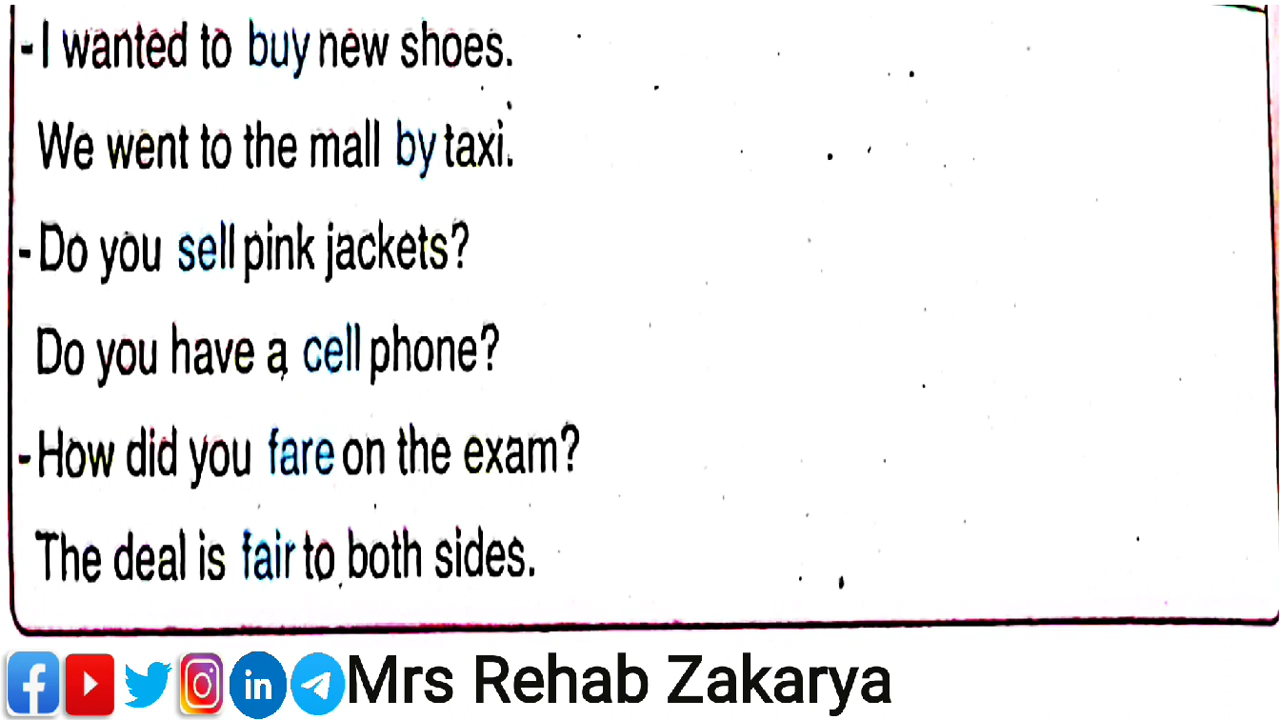 -I wanted to buy new shoes.
We went to the mall by taxi.
-Do you sell pink jackets?
Do you have a cell phone?
-How did you fare on the exam?
The deal is fair to both sides.
Mrs Rehab Zakarya